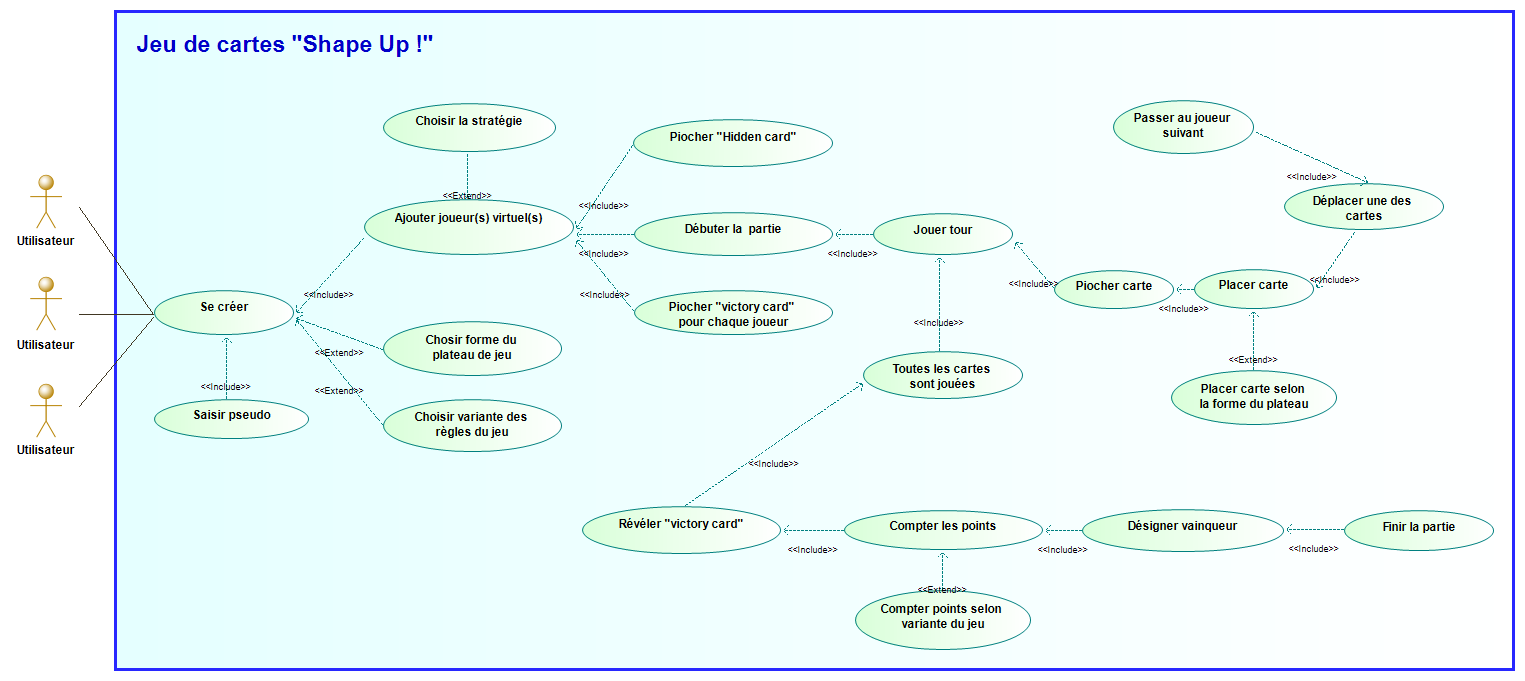 Jeu de cartes "Shape Up !"
Utilisateur
Utilisateur
Utilisateur
Se créer
<<Include>>
Saisir pseudo
Choisir la stratégie
<<Extend>>
Ajouter joueur(s) virtuel(s)
<<Include>>
Chosir forme du
plateau de jeu
<<Extend>>
<<Extend>>
Choisir variante des
règles du jeu
Piocher "Hidden card"
<<Include>>
Débuter la  partie
<<Include>>
<<Include>>
Piocher "victory card"
pour chaque joueur
Jouer tour
<<Include>>
<<Include>>
Toutes les cartes
sont jouées
Passer au joueur
suivant
<<Include>>
Déplacer une des
cartes
<<Include>>
Piocher carte
<<Include>>
Placer carte
<<Include>>
<<Extend>>
Placer carte selon
la forme du plateau
<<Include>>
Révéler "victory card"
<<Include>>
Compter les points
<<Include>>
Désigner vainqueur
<<Include>>
Finir la partie
<<Extend>>
Compter points selon
variante du jeu